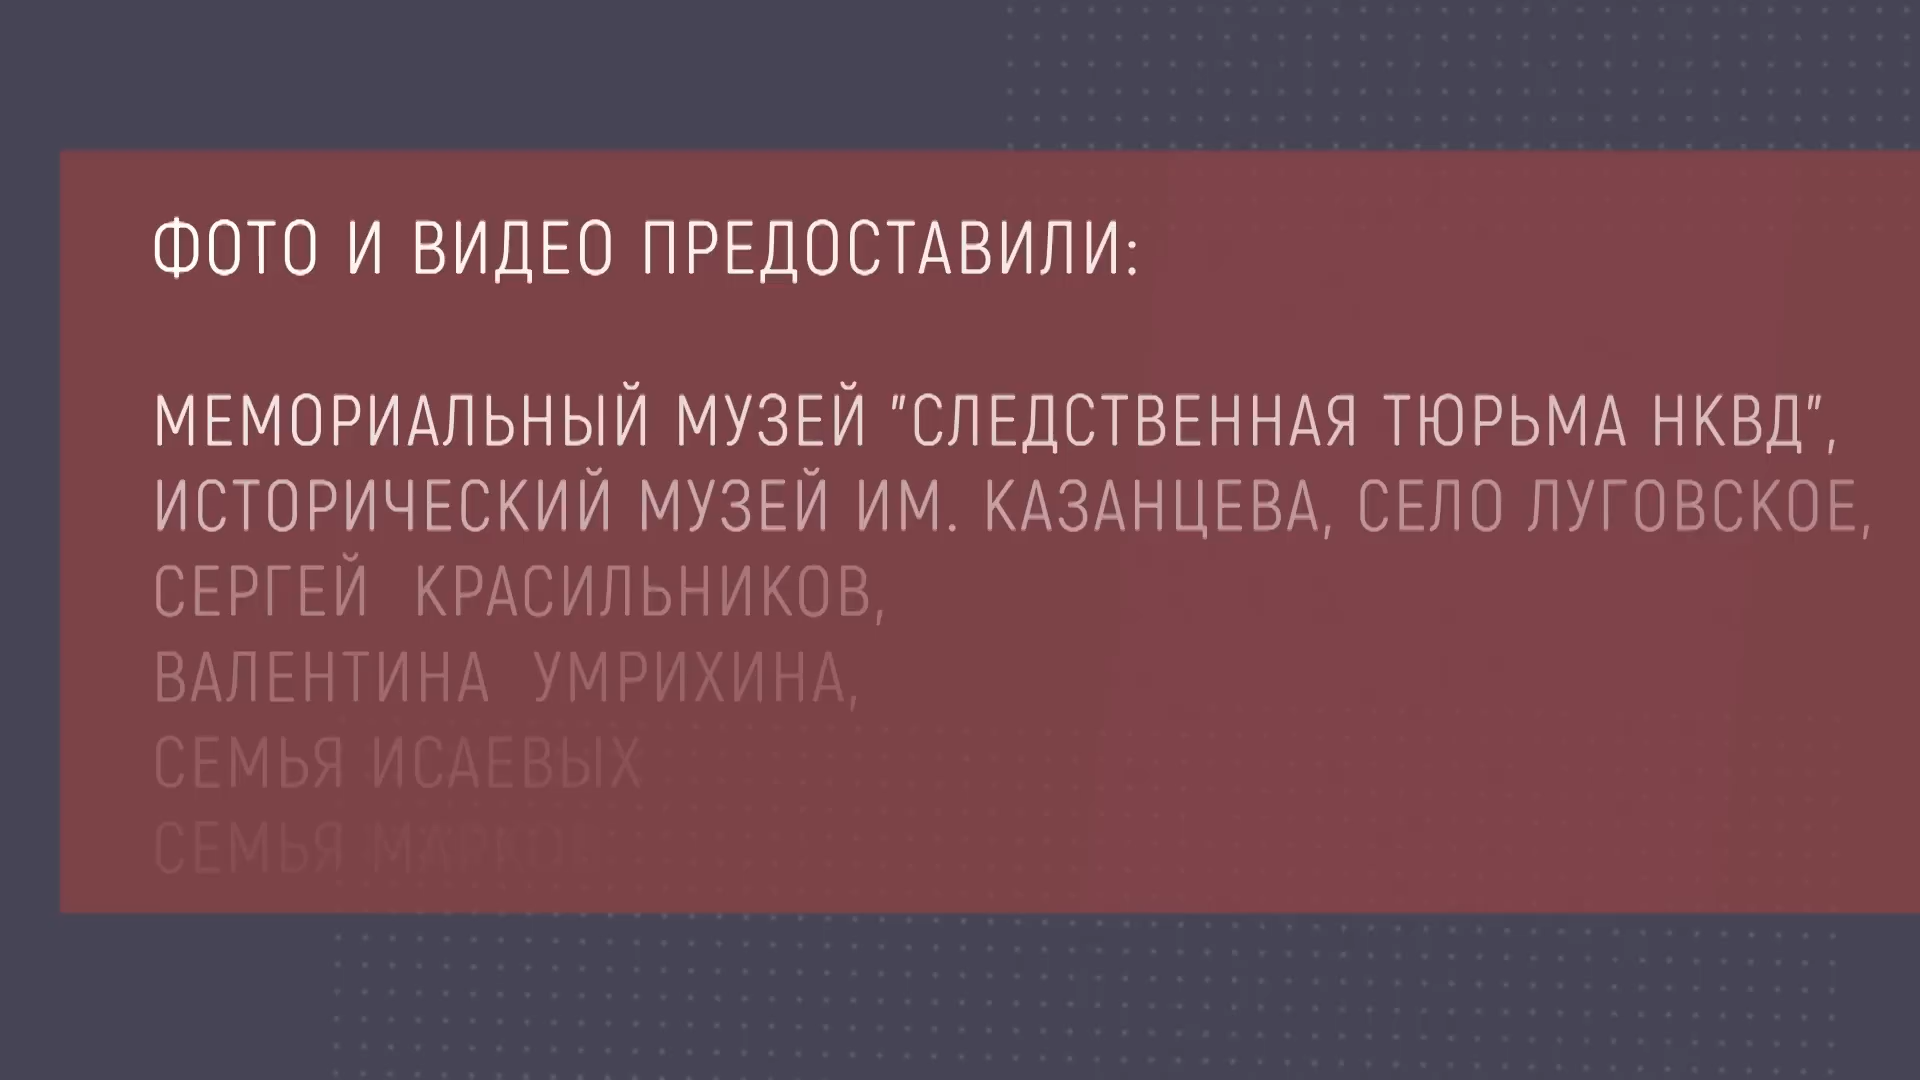 ФОТО И ВИДЕО ПРЕДОСТАВИЛИ:
МЕМОРИАЛЬНЫЙ МУЗЕЙ "СЛЕДСТВЕННАЯ ТЮРЬМА НКВД",
ИСТОРИЧЕСКИЙ МУЗЕЙ ИМ. КАЗАНЦЕВА, СЕЛО ЛУГОВСКОЕ,
СЕРГЕЙ КРАСИЛЬНИКОВ,
ВАЛЕНТИНА УМРИХИНА,
СЕМЬЯ ИСАЕВЫХ
СЕМЬЯ